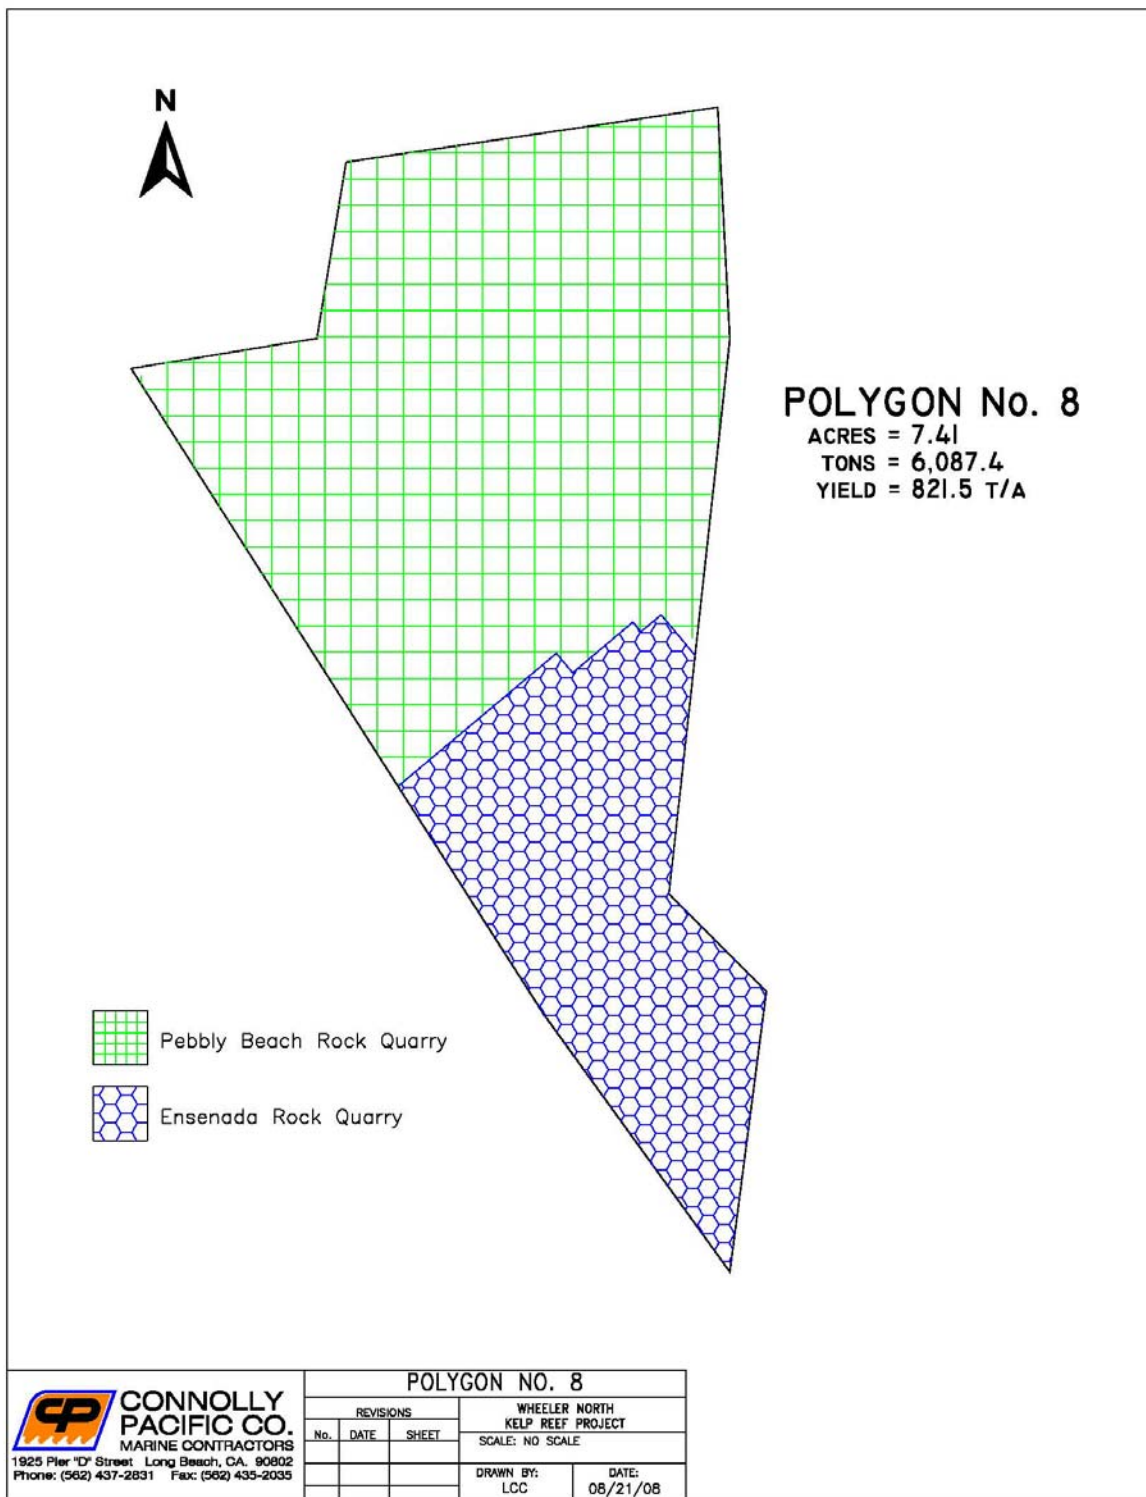 N
POLYGON No. 8
ACRES = 7.41
TONS = 6,087.4
YIELD = 821.5 T/A
Pebbly Beach Rock Quarry
Ensenada Rock Quarry
CP
CONNOLLY
PACIFIC CO.
MARINE CONTRACTORS
1925 Pier "D" Street Long Beach, CA. 90802
Phone: (562) 437-2831 Fax: (562) 435-2035
POLYGON NO. 8
REVISIONS
No. DATE SHEET
WHEELER NORTH
KELP REEF PROJECT
SCALE: NO SCALE
DRAWN BY:
LCC
DATE:
08/21/08